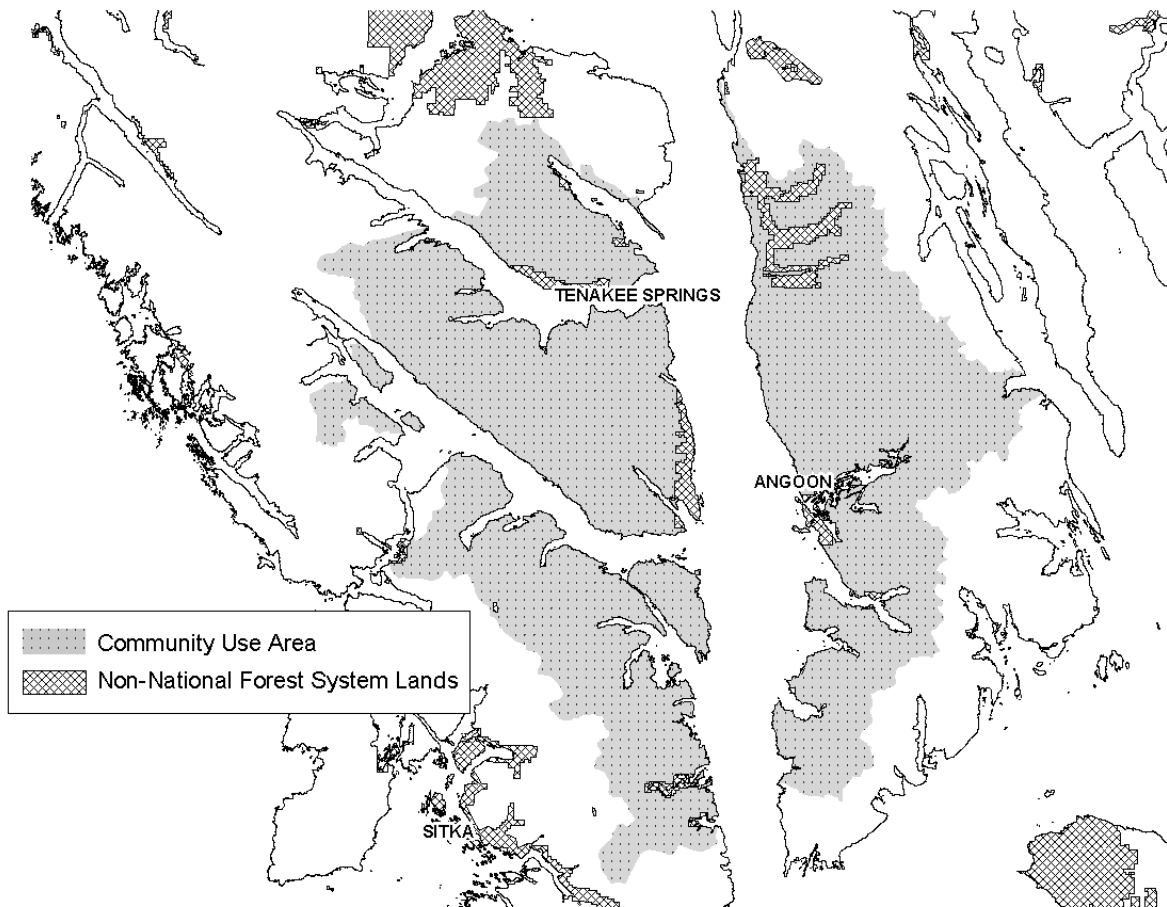 TENAKEE SPRINGS
ANGOON
Community Use Area
Non-National Forest System Lands
SITKA